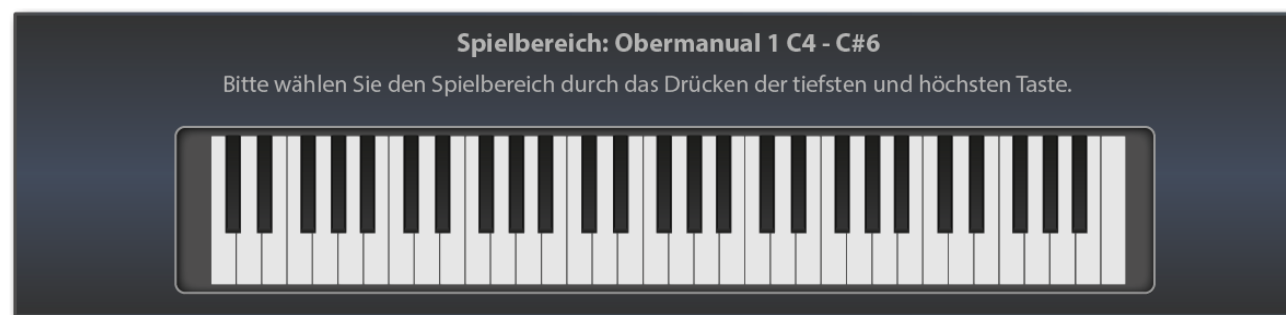 Spielbereich: Obermanual 1 C4 - C#6
Bitte wählen Sie den Spielbereich durch das Drücken der tiefsten und höchsten Taste.